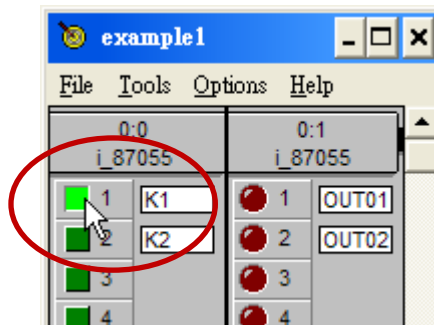 example1
File Tools Options Help
0:0 0:1
i_87055 i_87055
1 K1 1 OUT01
2 K2 2 OUT02
3 3
4 4